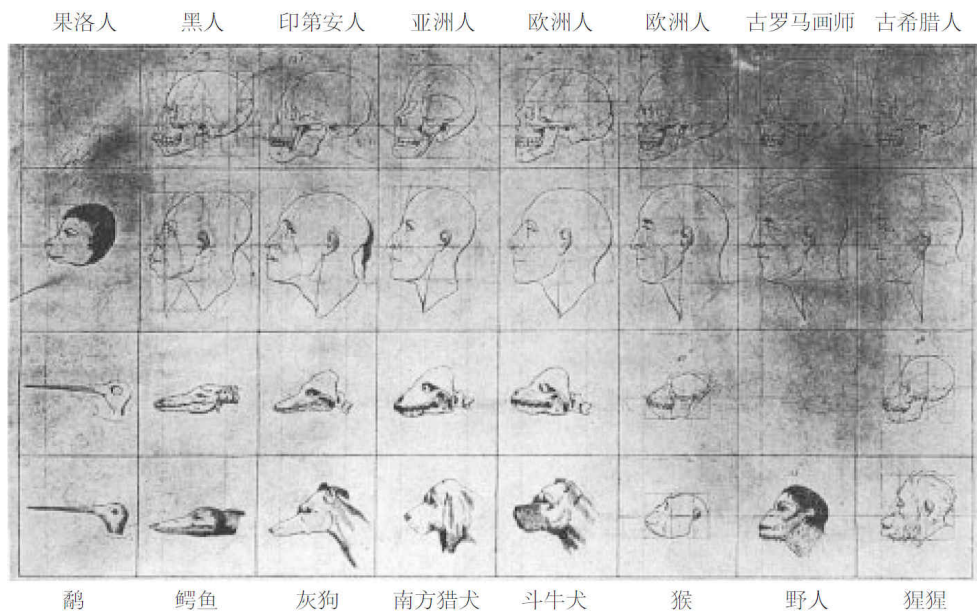 果洛人 黑人 印第安人 亚洲人 欧洲人 欧洲人 古罗马画师 古希腊人
鹬 鳄鱼 灰狗 南方猎犬 斗牛犬 猴 野人 猩猩